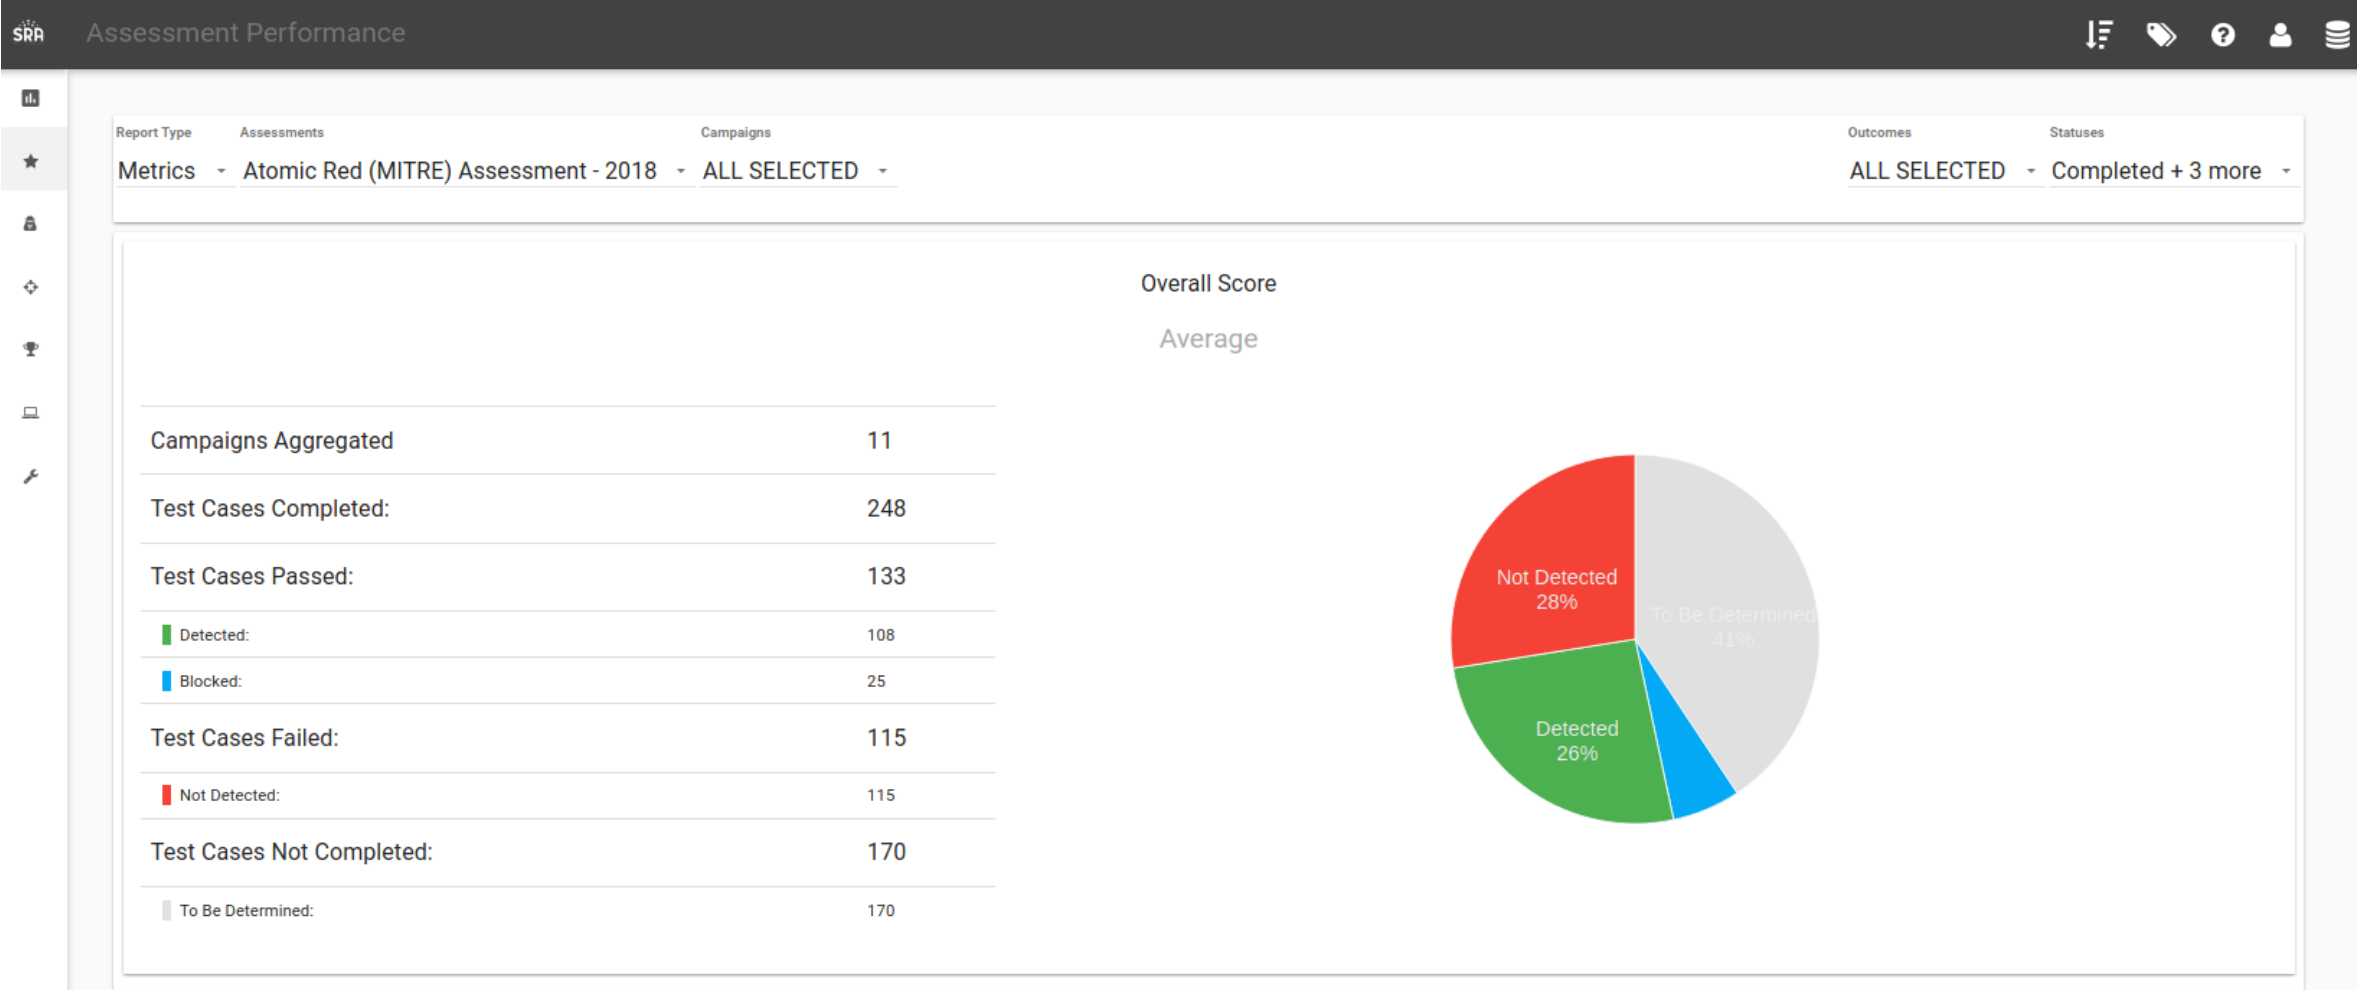 SRA Assessment Performance
Report Type Assessments Campaigns Outcomes Statuses
Metrics Atomic Red (MITRE) Assessment - 2018 ALL SELECTED ALL SELECTED Completed + 3 more
Overall Score
Average
Campaigns Aggregated 11
Test Cases Completed: 248
Test Cases Passed: 133
Detected: 108
Blocked: 25
Test Cases Failed: 115
Not Detected: 115
Test Cases Not Completed: 170
To Be Determined: 170
Not Detected
28%
To Be Determined
41%
Detected
26%